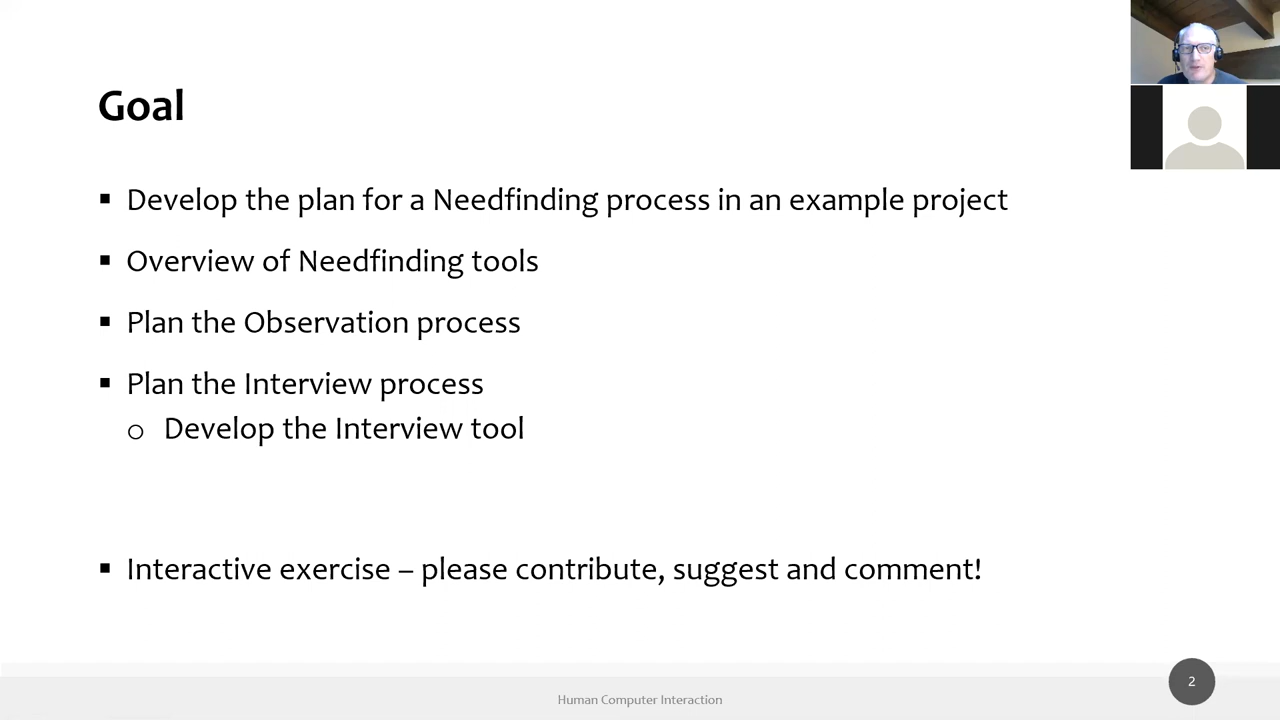 Goal
▪ Develop the plan for a Needfinding process in an example project
▪ Overview of Needfinding tools
▪ Plan the Observation process
▪ Plan the Interview process
o Develop the Interview tool
▪ Interactive exercise – please contribute, suggest and comment!
Human Computer Interaction
2